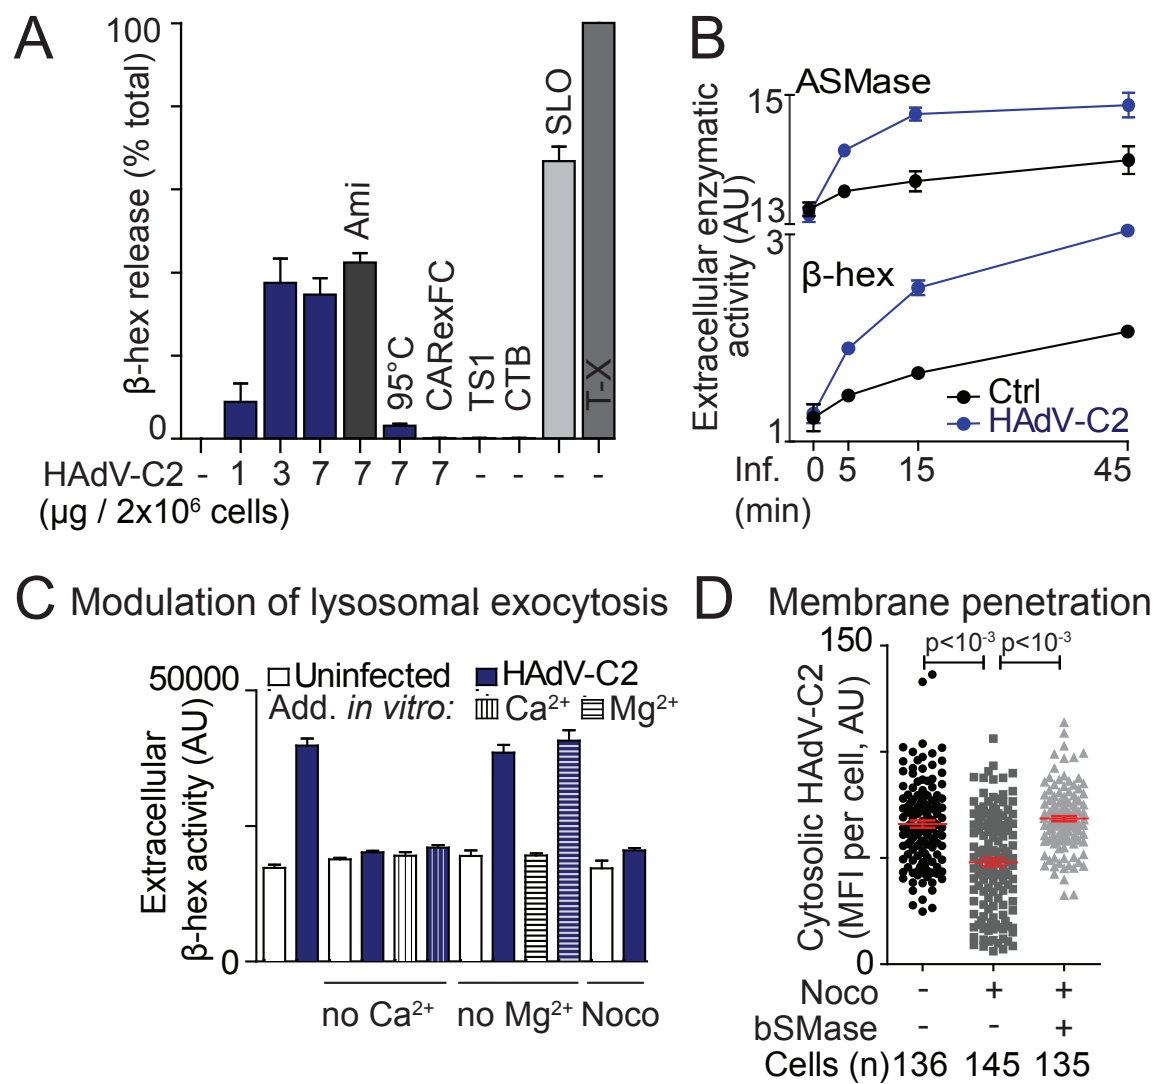 A
β-hex release (% total)
100
0
Ami
95°C
CARexFC
TS1
CTB
SLO
T-X
HAdV-C2 - 1 3 7 7 7 7 - - - -
(μg / 2x10⁶ cells)
B
Extracellular enzymatic
activity (AU)
ASMase
15
13
3
β-hex
1
Ctrl
HAdV-C2
Inf. 0 5 15 45
(min)
C Modulation of lysosomal exocytosis
Uninfected HAdV-C2
Add. in vitro: Ca²⁺ Mg²⁺
50000
0
Extracellular
β-hex activity (AU)
no Ca²⁺ no Mg²⁺ Noco
D Membrane penetration
150
0
p<10⁻³ p<10⁻³
Cytosolic HAdV-C2
(MFI per cell, AU)
Noco - + +
bSMase - - +
Cells (n) 136 145 135